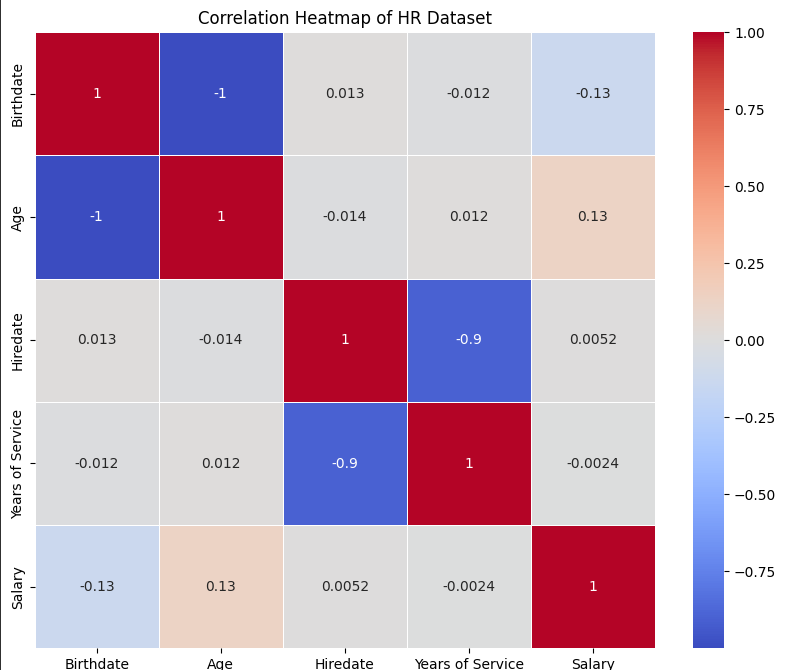 Correlation Heatmap of HR Dataset
Birthdate 1 -1 0.013 -0.012 -0.13
Age -1 1 -0.014 0.012 0.13
Hiredate 0.013 -0.014 1 -0.9 0.0052
Years of Service -0.012 0.012 -0.9 1 -0.0024
Salary -0.13 0.13 0.0052 -0.0024 1
Birthdate Age Hiredate Years of Service Salary
1.00
0.75
0.50
0.25
0.00
−0.25
−0.50
−0.75